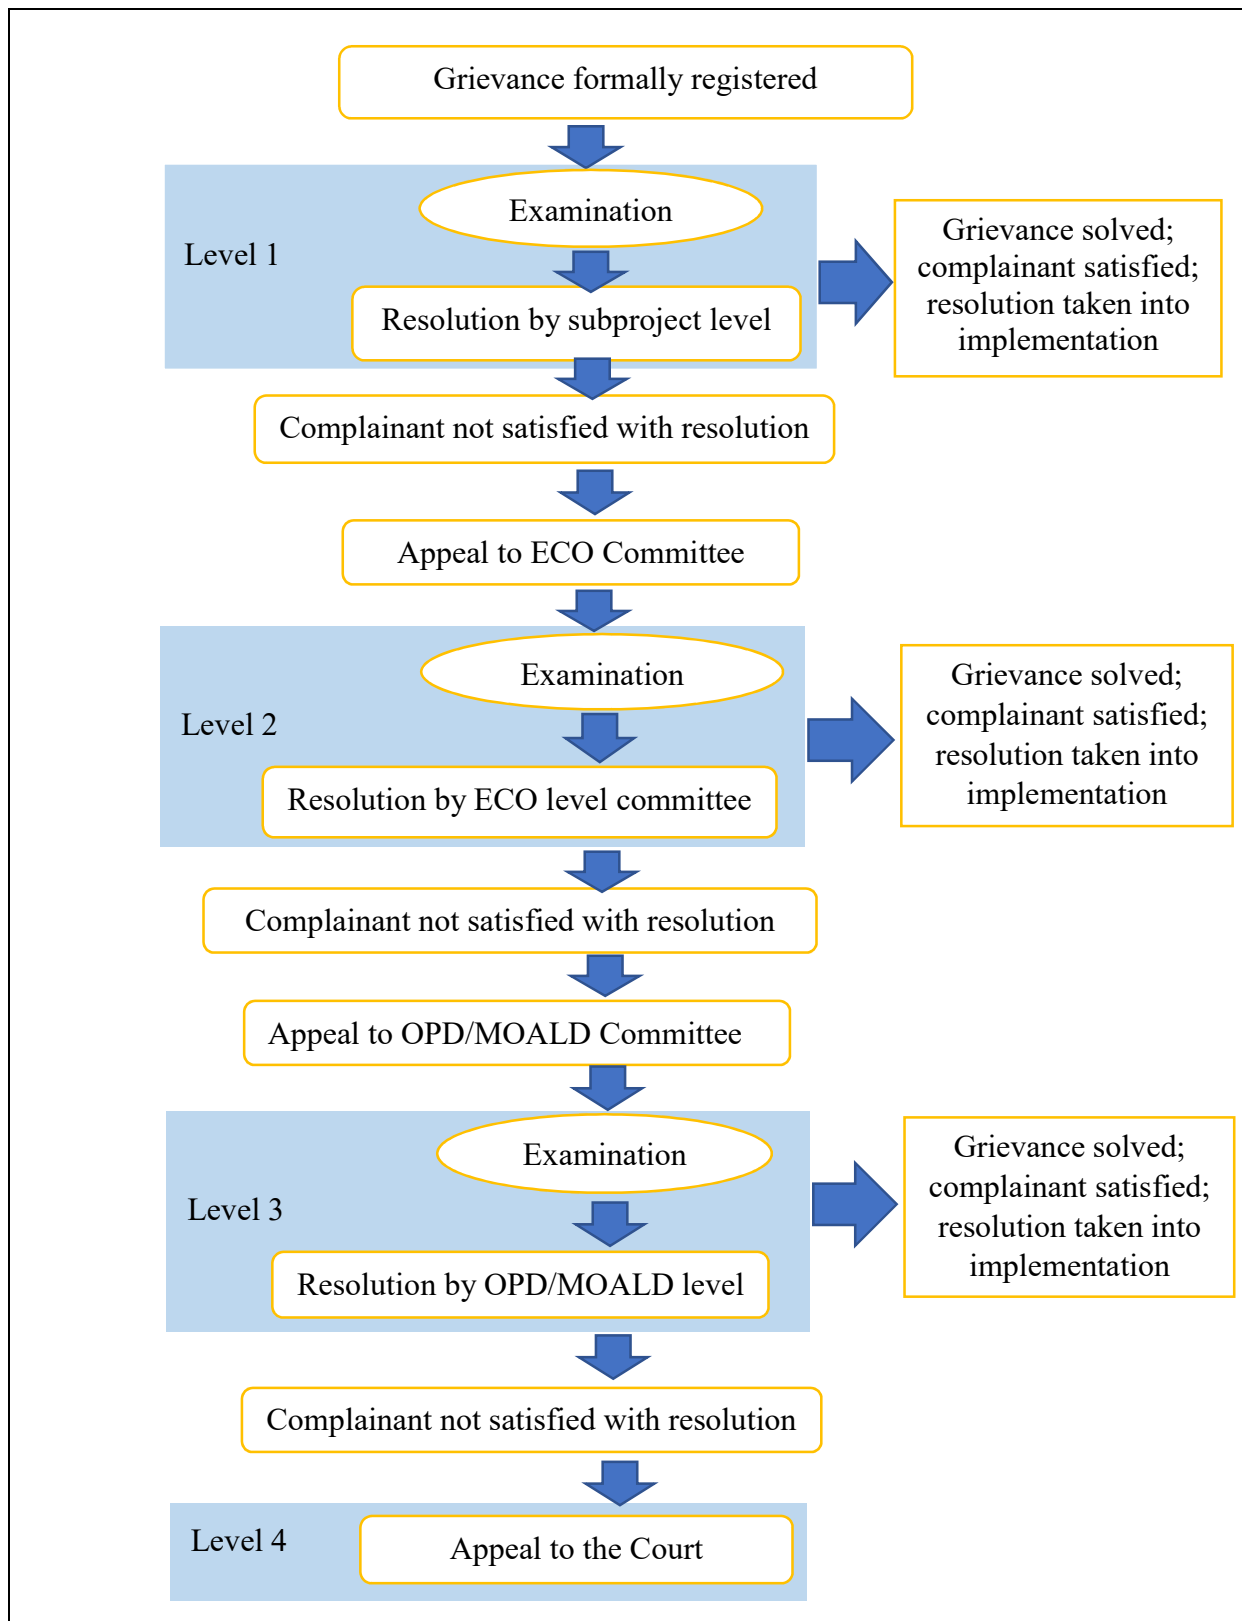 Grievance formally registered
Level 1
Examination
Resolution by subproject level
Grievance solved;
complainant satisfied;
resolution taken into
implementation
Complainant not satisfied with resolution
Appeal to ECO Committee
Level 2
Examination
Resolution by ECO level committee
Grievance solved;
complainant satisfied;
resolution taken into
implementation
Complainant not satisfied with resolution
Appeal to OPD/MOALD Committee
Level 3
Examination
Resolution by OPD/MOALD level
Grievance solved;
complainant satisfied;
resolution taken into
implementation
Complainant not satisfied with resolution
Level 4
Appeal to the Court